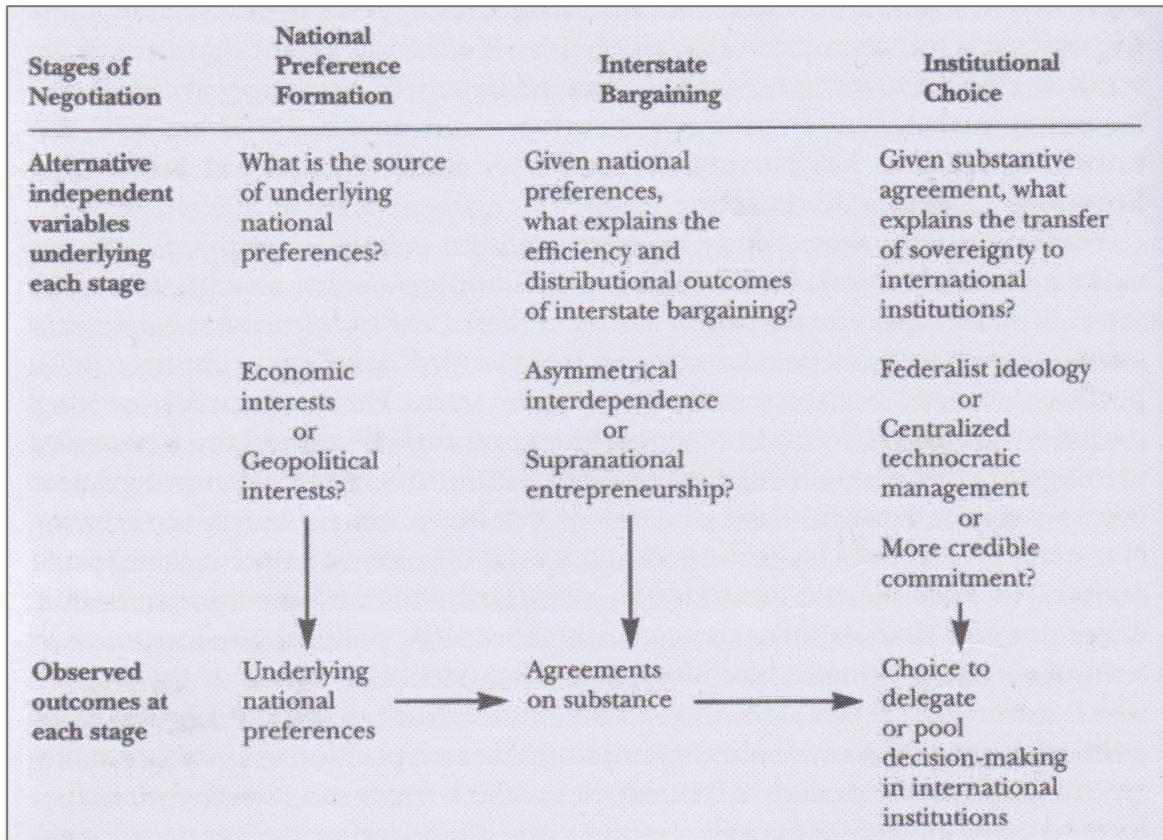 Stages of
Negotiation
National
Preference
Formation
Interstate
Bargaining
Institutional
Choice
Alternative
independent
variables
underlying
each stage
What is the source
of underlying
national
preferences?
Given national
preferences,
what explains the
efficiency and
distributional outcomes
of interstate bargaining?
Given substantive
agreement, what
explains the transfer
of sovereignty to
international
institutions?
Economic
interests
or
Geopolitical
interests?
Asymmetrical
interdependence
or
Supranational
entrepreneurship?
Federalist ideology
or
Centralized
technocratic
management
or
More credible
commitment?
Observed
outcomes at
each stage
Underlying
national
preferences
Agreements
on substance
Choice to
delegate
or pool
decision-making
in international
institutions